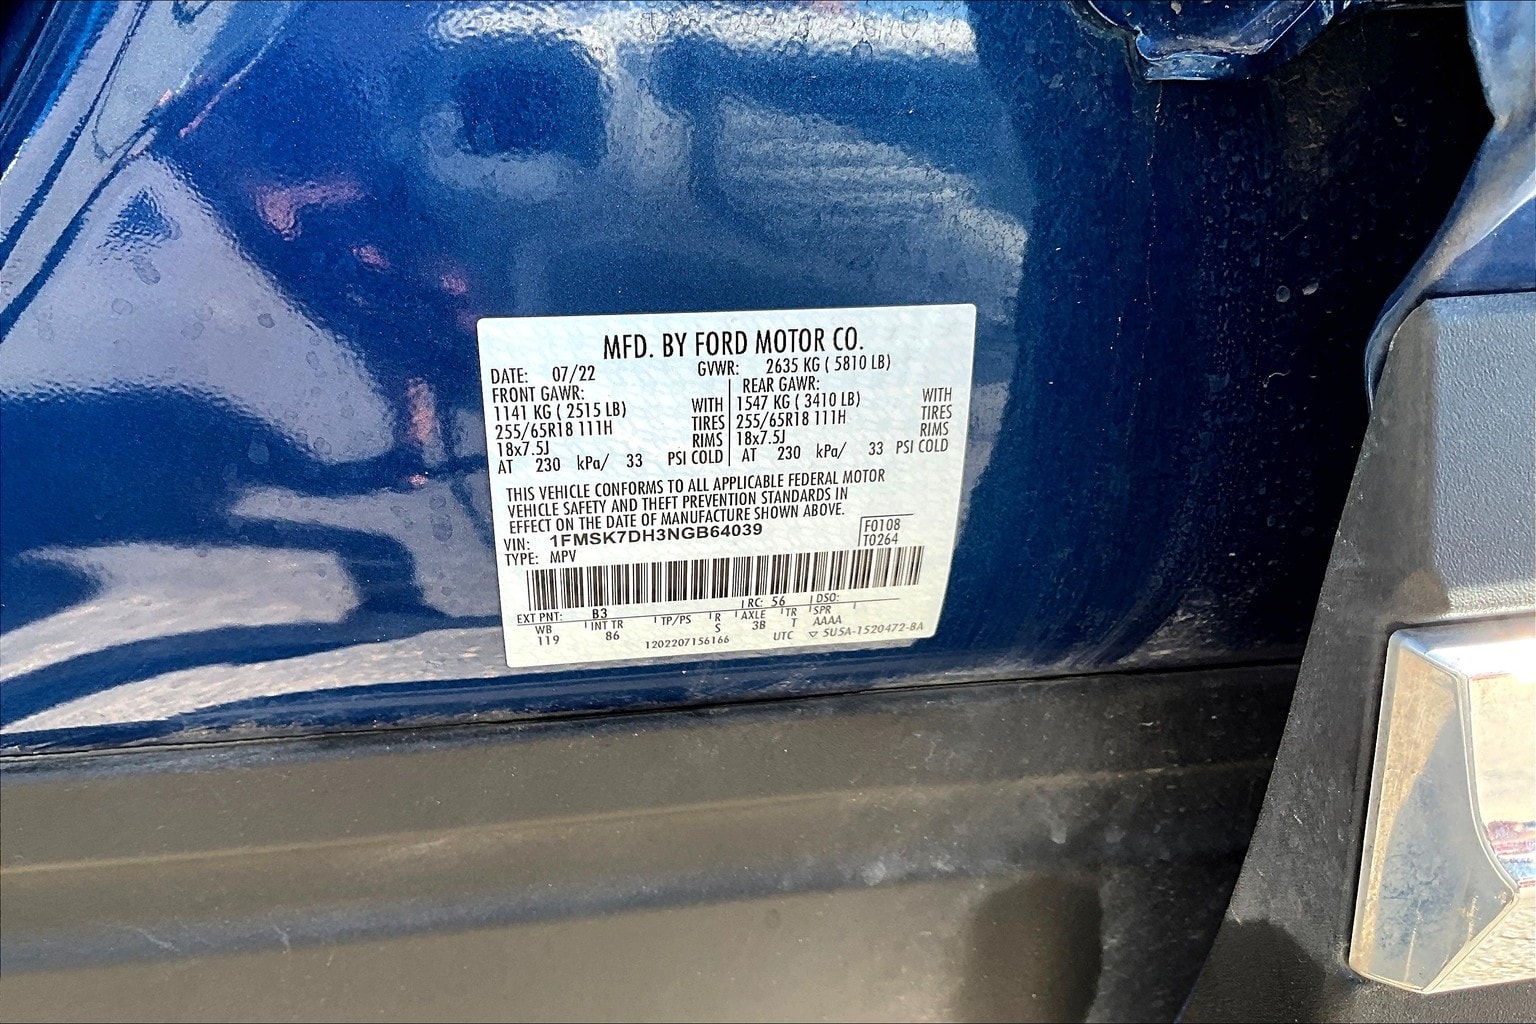 MFD. BY FORD MOTOR CO.
DATE: 07/22 GVWR: 2635 KG ( 5810 LB)
FRONT GAWR: REAR GAWR:
1141 KG ( 2515 LB) WITH 1547 KG ( 3410 LB) WITH
255/65R18 111H TIRES 255/65R18 111H TIRES
18x7.5J RIMS 18x7.5J RIMS
AT 230 kPa/ 33 PSI COLD AT 230 kPa/ 33 PSI COLD
THIS VEHICLE CONFORMS TO ALL APPLICABLE FEDERAL MOTOR
VEHICLE SAFETY AND THEFT PREVENTION STANDARDS IN
EFFECT ON THE DATE OF MANUFACTURE SHOWN ABOVE.
VIN: 1FMSK7DH3NGB64039 F0108
TYPE: MPV T0264
EXT PNT: B3 RC: 56 DSO:
WB INT TR TP/PS R AXLE TR SPR
119 86 S 3B T AAAA
1202207156166 UTC ▽ SU5A-1520472-BA